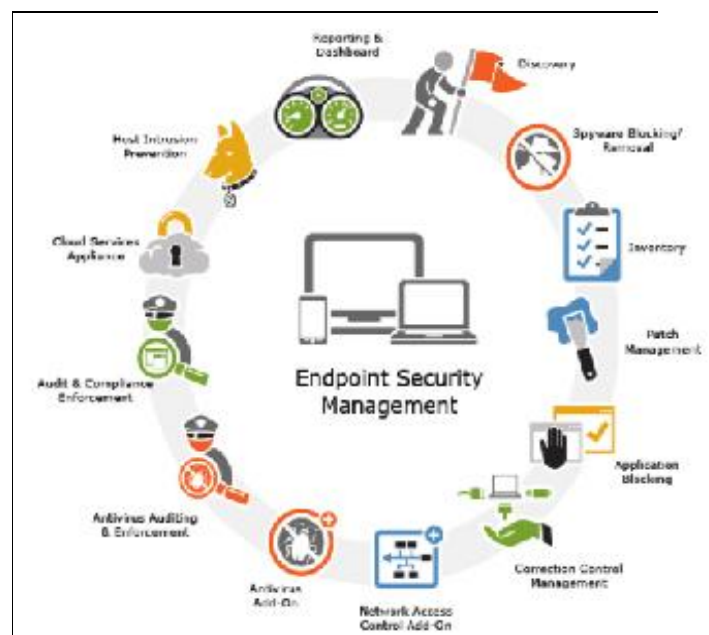 Reporting &
Dashboard
Discovery
Spyware Blocking/
Removal
Inventory
Patch
Management
Application
Blocking
Correction Control
Management
Network Access
Control Add-On
Antivirus
Add-On
Antivirus Auditing
& Enforcement
Audit & Compliance
Enforcement
Cloud Services
Appliance
Host Intrusion
Prevention
Endpoint Security
Management